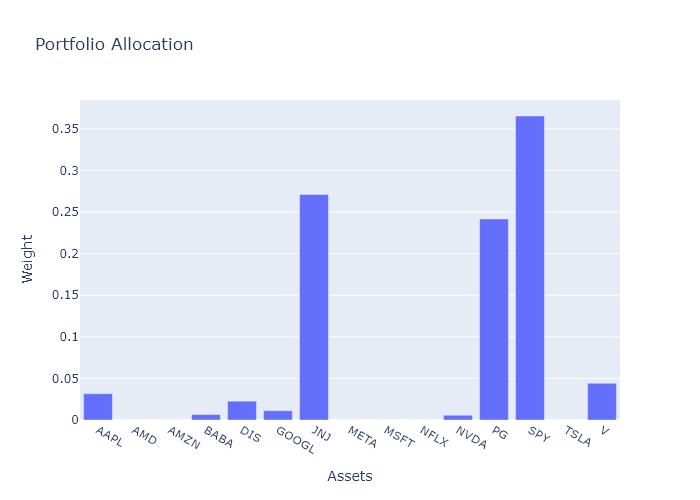 Portfolio Allocation
Weight
0.35
0.3
0.25
0.2
0.15
0.1
0.05
0
AAPL
AMD
AMZN
BABA
DIS
GOOGL
JNJ
META
MSFT
NFLX
NVDA
PG
SPY
TSLA
V
Assets